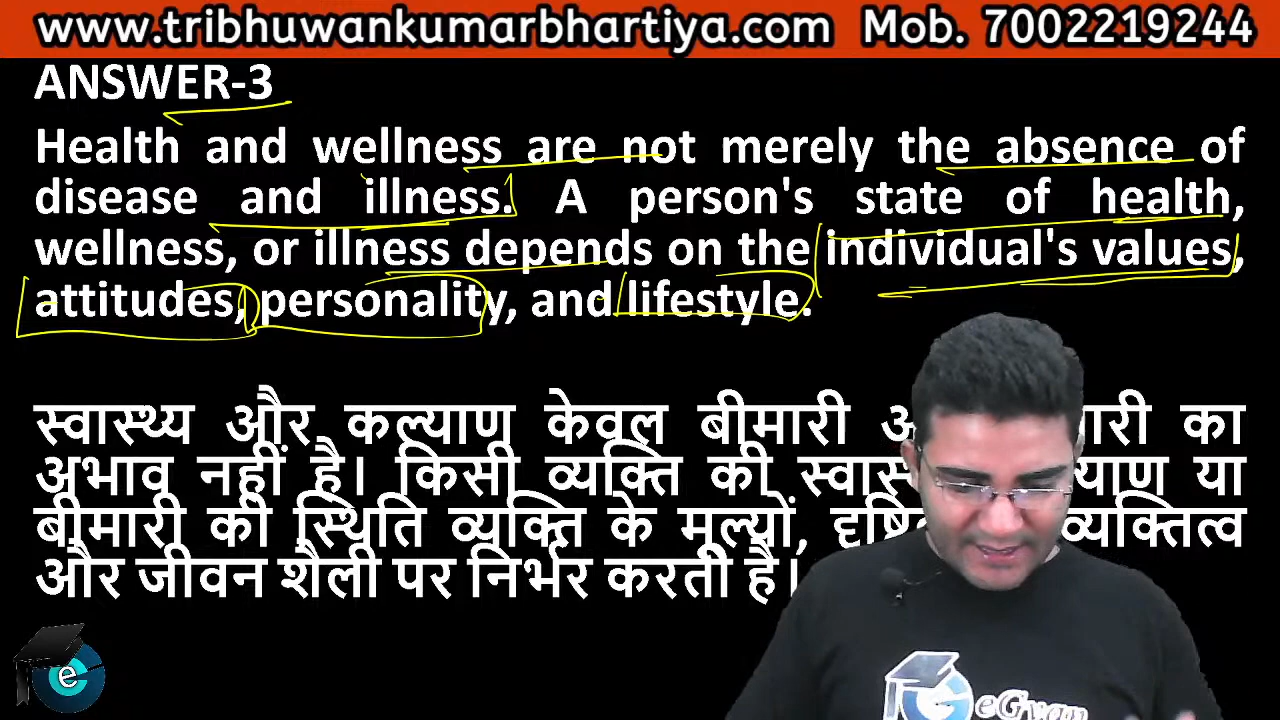 www.tribhuwankumarbhartiya.com Mob. 7002219244
ANSWER-3
Health and wellness are not merely the absence of
disease and illness. A person's state of health,
wellness, or illness depends on the individual's values,
attitudes, personality, and lifestyle.
स्वास्थ्य और कल्याण केवल बीमारी का
अभाव नहीं है। किसी व्यक्ति की या
बीमारी की स्थिति व्यक्ति के मूल्यों, व्यक्तित्व
और जीवन शैली पर निर्भर करती है।
e
eGyan